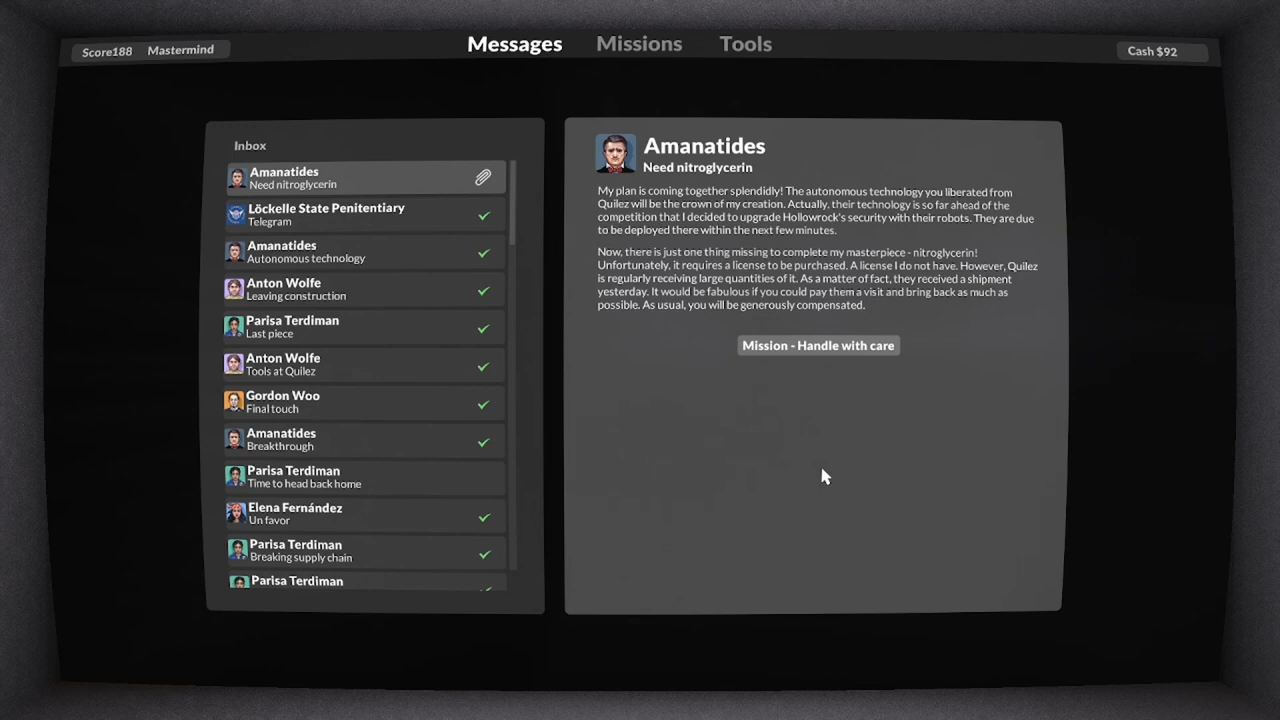 Score188 Mastermind
Messages Missions Tools
Cash $92
Inbox
Amanatides
Need nitroglycerin
Löckelle State Penitentiary
Telegram
Amanatides
Autonomous technology
Anton Wolfe
Leaving construction
Parisa Terdiman
Last piece
Anton Wolfe
Tools at Quilez
Gordon Woo
Final touch
Amanatides
Breakthrough
Parisa Terdiman
Time to head back home
Elena Fernández
Un favor
Parisa Terdiman
Breaking supply chain
Parisa Terdiman
Amanatides
Need nitroglycerin
My plan is coming together splendidly! The autonomous technology you liberated from
Quilez will be the crown of my creation. Actually, their technology is so far ahead of the
competition that I decided to upgrade Hollowrock's security with their robots. They are due
to be deployed there within the next few minutes.
Now, there is just one thing missing to complete my masterpiece - nitroglycerin!
Unfortunately, it requires a license to be purchased. A license I do not have. However, Quilez
is regularly receiving large quantities of it. As a matter of fact, they received a shipment
yesterday. It would be fabulous if you could pay them a visit and bring back as much as
possible. As usual, you will be generously compensated.
Mission - Handle with care